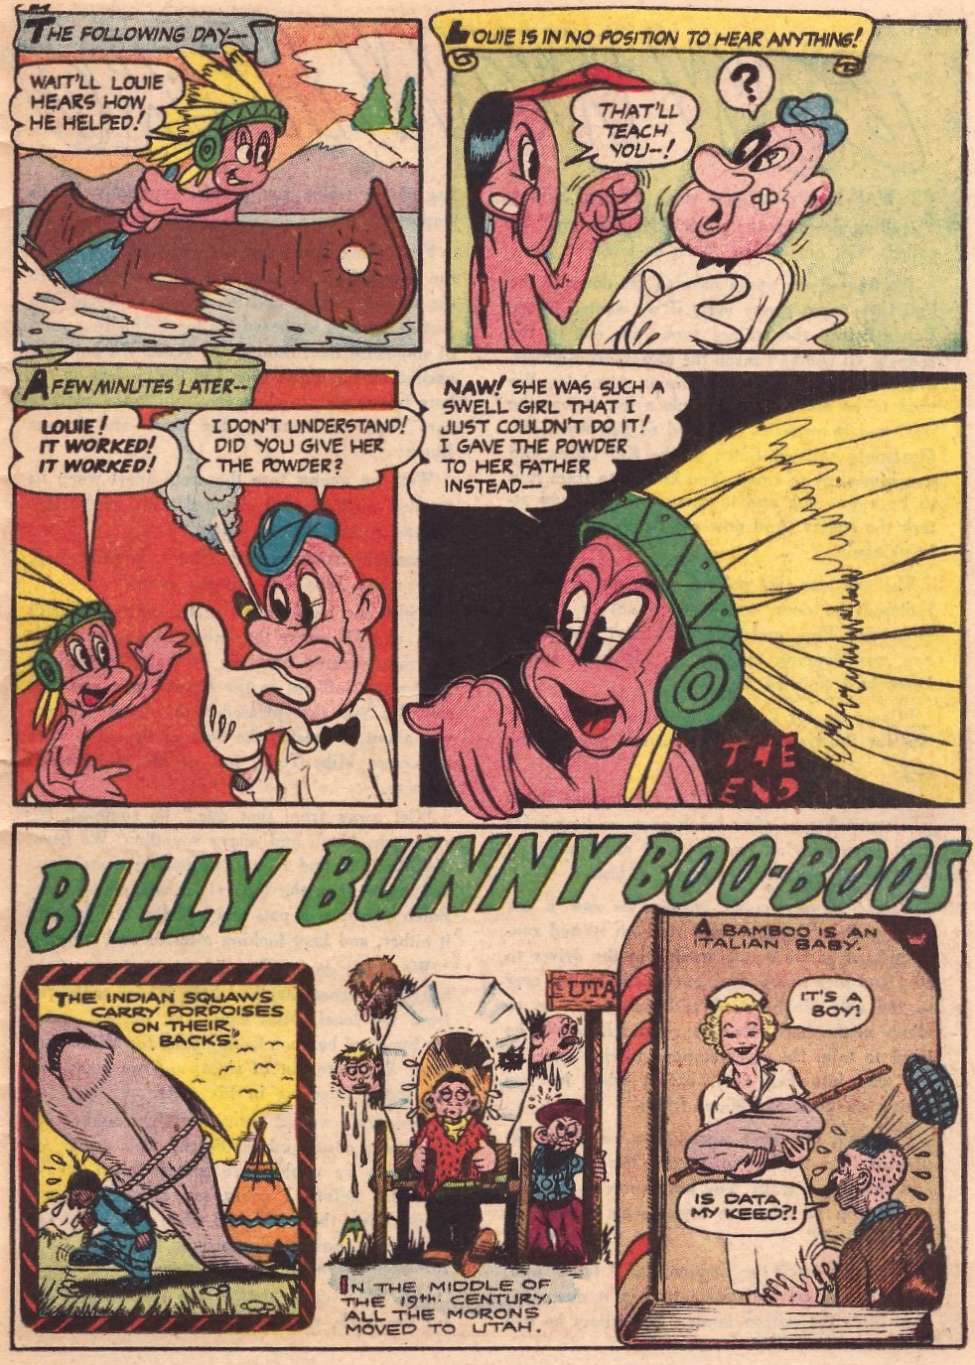 THE FOLLOWING DAY—
WAIT'LL LOUIE
HEARS HOW
HE HELPED!
LOUIE IS IN NO POSITION TO HEAR ANYTHING!
THAT'LL
TEACH
YOU—!
?
A FEW MINUTES LATER--
LOUIE!
IT WORKED!
IT WORKED!
I DON'T UNDERSTAND!
DID YOU GIVE HER
THE POWDER?
NAW! SHE WAS SUCH A
SWELL GIRL THAT I
JUST COULDN'T DO IT!
I GAVE THE POWDER
TO HER FATHER
INSTEAD—
THE
END
BILLY BUNNY BOO-BOOS
THE INDIAN SQUAWS
CARRY PORPOISES
ON THEIR
BACKS.
UTA
IN THE MIDDLE OF
THE 19TH. CENTURY,
ALL THE MORONS
MOVED TO UTAH.
A BAMBOO IS AN
ITALIAN BABY.
IT'S A
BOY!
IS DATA
MY KEED?!